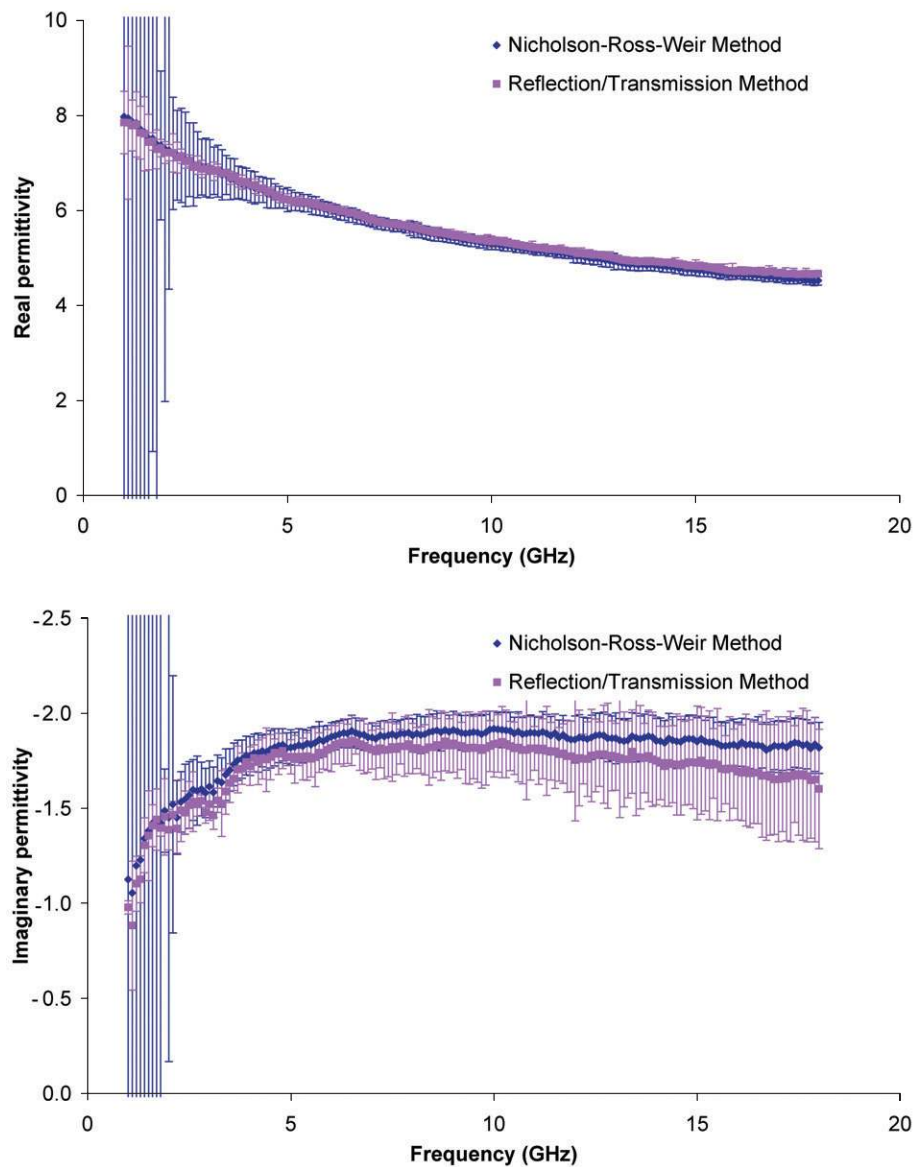 10
8
6
4
2
0
Real permittivity
Nicholson-Ross-Weir Method
Reflection/Transmission Method
0 5 10 15 20
Frequency (GHz)
-2.5
-2.0
-1.5
-1.0
-0.5
0.0
Imaginary permittivity
Nicholson-Ross-Weir Method
Reflection/Transmission Method
0 5 10 15 20
Frequency (GHz)